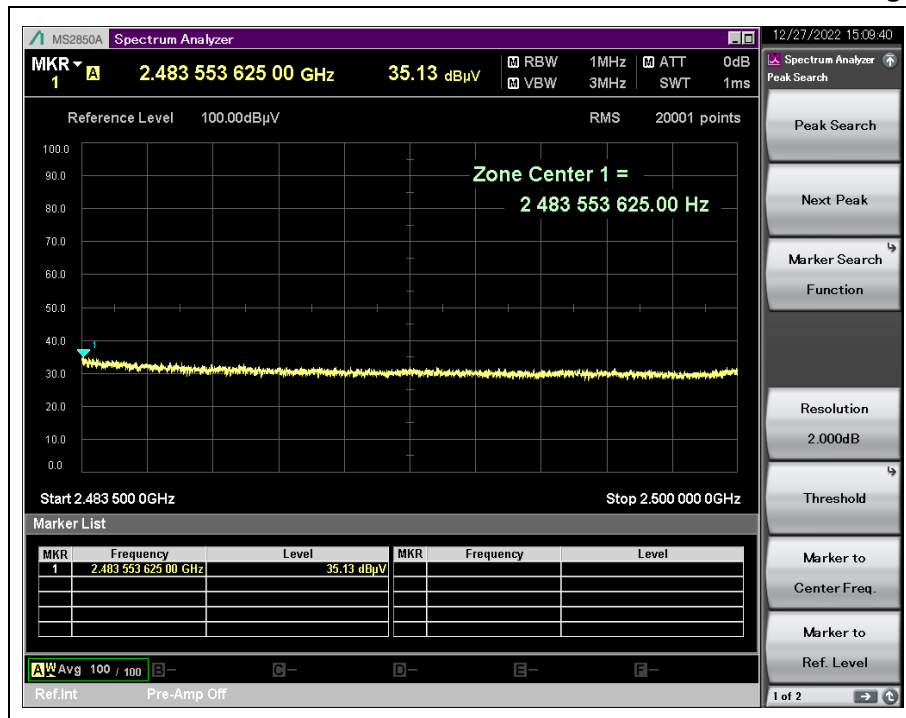 MS2850A Spectrum Analyzer
12/27/2022 15:09:40
MKR 1 A 2.483 553 625 00 GHz 35.13 dBµV
M RBW 1MHz M ATT 0dB
M VBW 3MHz SWT 1ms
Reference Level 100.00dBµV RMS 20001 points
100.0
90.0
80.0
70.0
60.0
50.0
40.0
30.0
20.0
10.0
0.0
Zone Center 1 =
2 483 553 625.00 Hz
1
Start 2.483 500 0GHz Stop 2.500 000 0GHz
Marker List
MKR Frequency Level MKR Frequency Level
1 2.483 553 625 00 GHz 35.13 dBµV
A W Avg 100 / 100 B- C- D- E- F-
Ref.Int Pre-Amp Off
Spectrum Analyzer
Peak Search
Peak Search
Next Peak
Marker Search
Function
Resolution
2.000dB
Threshold
Marker to
Center Freq.
Marker to
Ref. Level
1 of 2